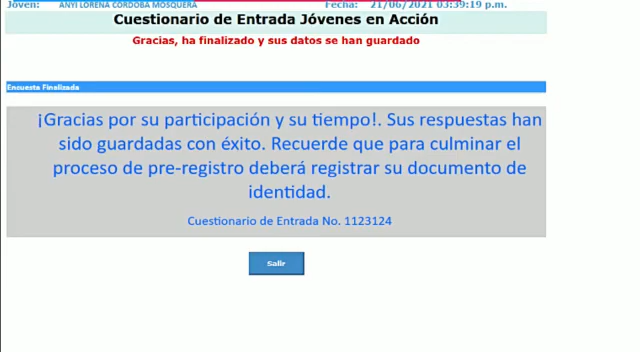 Joven: ANYI LORENA CORDOBA MOSQUERA Fecha: 21/06/2021 03:39:19 p.m.
Cuestionario de Entrada Jóvenes en Acción
Gracias, ha finalizado y sus datos se han guardado
Encuesta Finalizada
¡Gracias por su participación y su tiempo!. Sus respuestas han
sido guardadas con éxito. Recuerde que para culminar el
proceso de pre-registro deberá registrar su documento de
identidad.
Cuestionario de Entrada No. 1123124
Salir